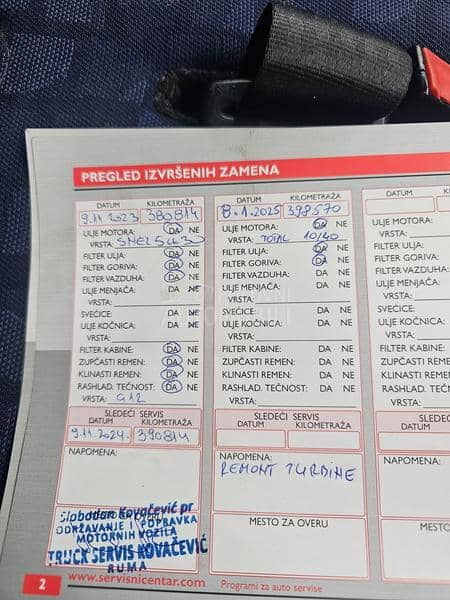 PREGLED IZVRŠENIH ZAMENA
DATUM KILOMETRAŽA
9.11.2023 380814
ULJE MOTORA: DA NE
VRSTA:
FILTER ULJA: DA NE
FILTER GORIVA: DA NE
FILTER VAZDUHA: DA NE
ULJE MENJAČA: DA NE
VRSTA:
SVEĆICE: DA NE
ULJE KOČNICA: DA NE
FILTER KABINE: DA NE
ZUPČASTI REMEN: DA NE
KLINASTI REMEN: DA NE
RASHLAD. TEČNOST: DA NE
VRSTA: G12
SLEDEĆI SERVIS
DATUM KILOMETRAŽA
9.11.2024. 390814
NAPOMENA:
Slobodan Kovačević pr
ODRŽAVANJE I POPRAVKA
MOTORNIH VOZILA
TRUCK SERVIS KOVAČEVIĆ
RUMA
DATUM KILOMETRAŽA
8.1.2025 398570
ULJE MOTORA: DA NE
VRSTA: TOTAL 10/40
FILTER ULJA: DA NE
FILTER GORIVA: DA NE
FILTER VAZDUHA: DA NE
ULJE MENJAČA: DA NE
VRSTA:
SVEĆICE: DA NE
ULJE KOČNICA: DA NE
FILTER KABINE: DA NE
ZUPČASTI REMEN: DA NE
KLINASTI REMEN: DA NE
RASHLAD. TEČNOST: DA NE
VRSTA:
SLEDEĆI SERVIS
DATUM KILOMETRAŽA
NAPOMENA:
REMONT TURBINE
MESTO ZA OVERU
DATUM
ULJE MOTORA:
VRSTA:
FILTER ULJA:
FILTER GORIVA:
FILTER VAZDUHA:
ULJE MENJAČA:
VRSTA:
SVEĆICE:
ULJE KOČNICA:
FILTER KABINE:
ZUPČASTI REMEN:
KLINASTI REMEN:
RASHLAD. TEČNO
VRSTA:
SLEDE
DATUM
NAPOMENA:
MEST
2 www.servisnicentar.com Programi za auto servise